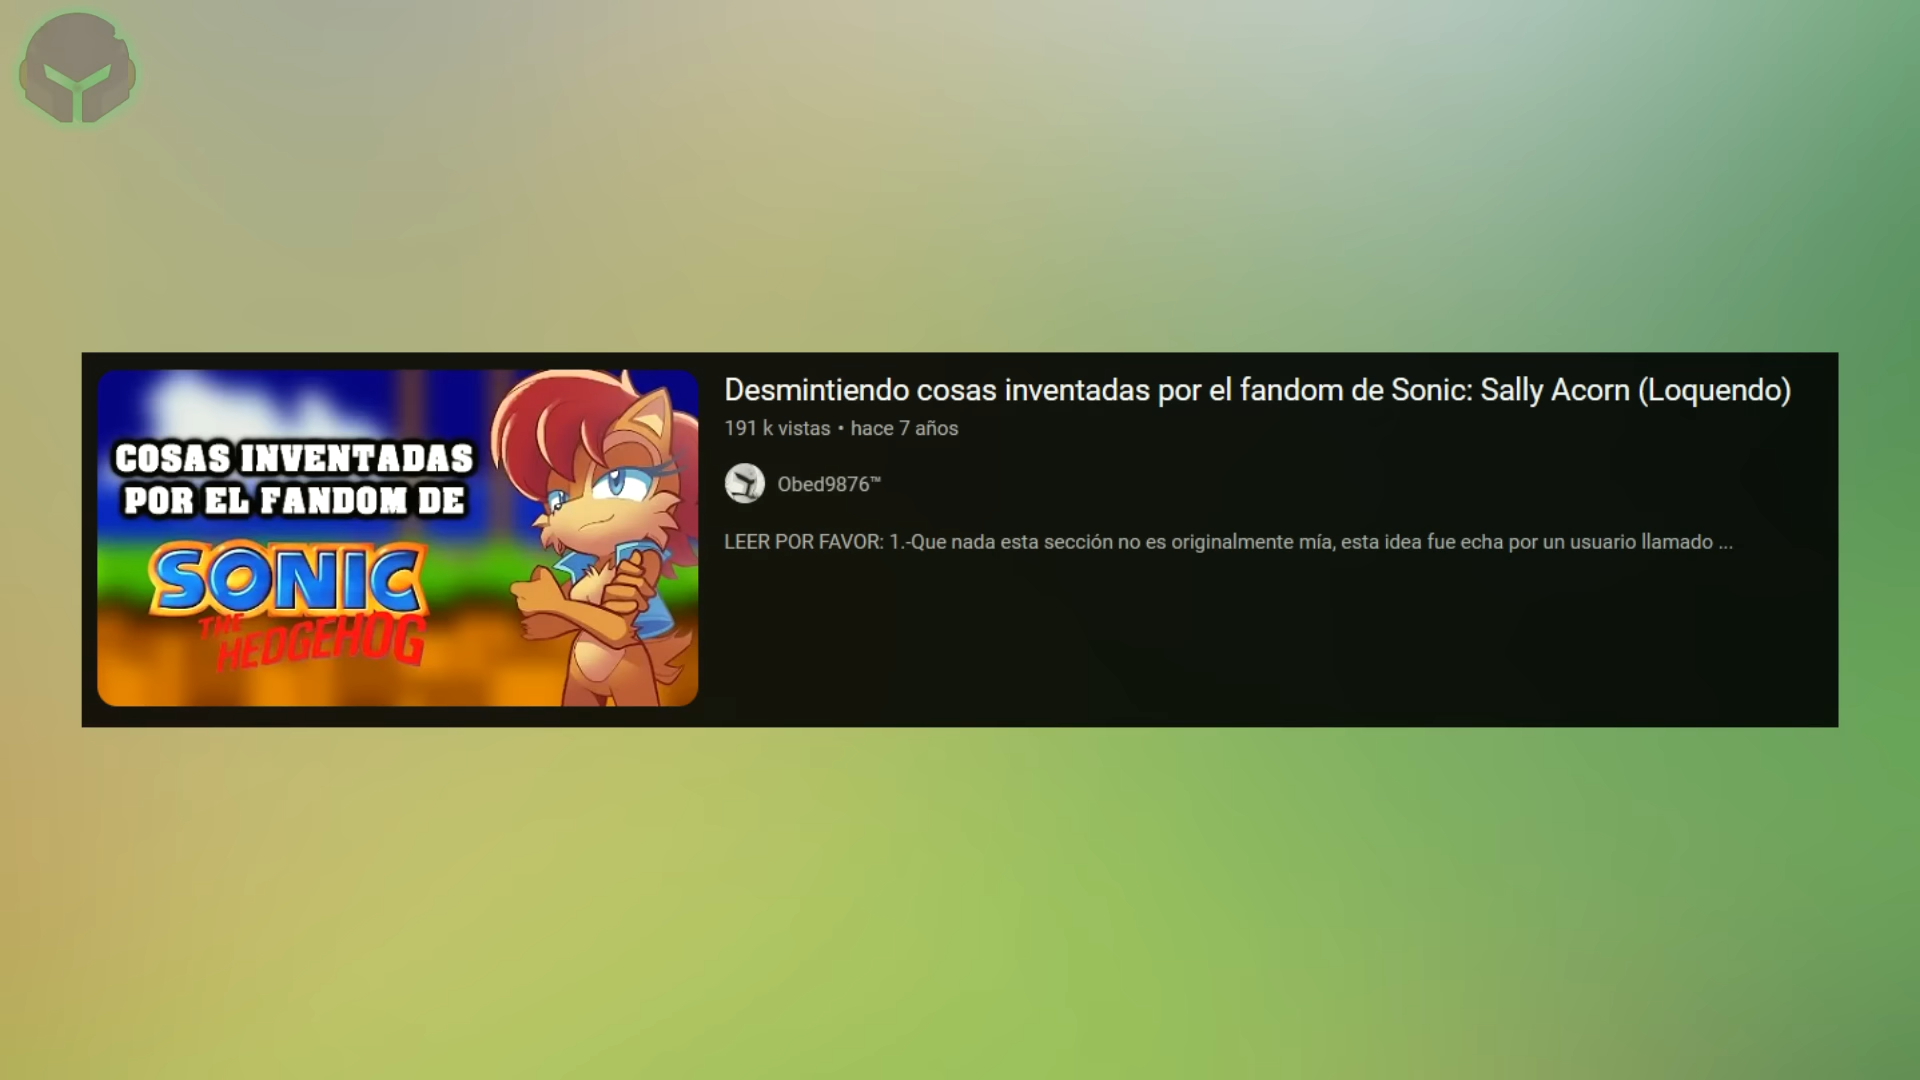 COSAS INVENTADAS
POR EL FANDOM DE
SONIC
THE
HEDGEHOG
Desmintiendo cosas inventadas por el fandom de Sonic: Sally Acorn (Loquendo)
191 k vistas • hace 7 años
Obed9876™
LEER POR FAVOR: 1.-Que nada esta sección no es originalmente mía, esta idea fue echa por un usuario llamado ...